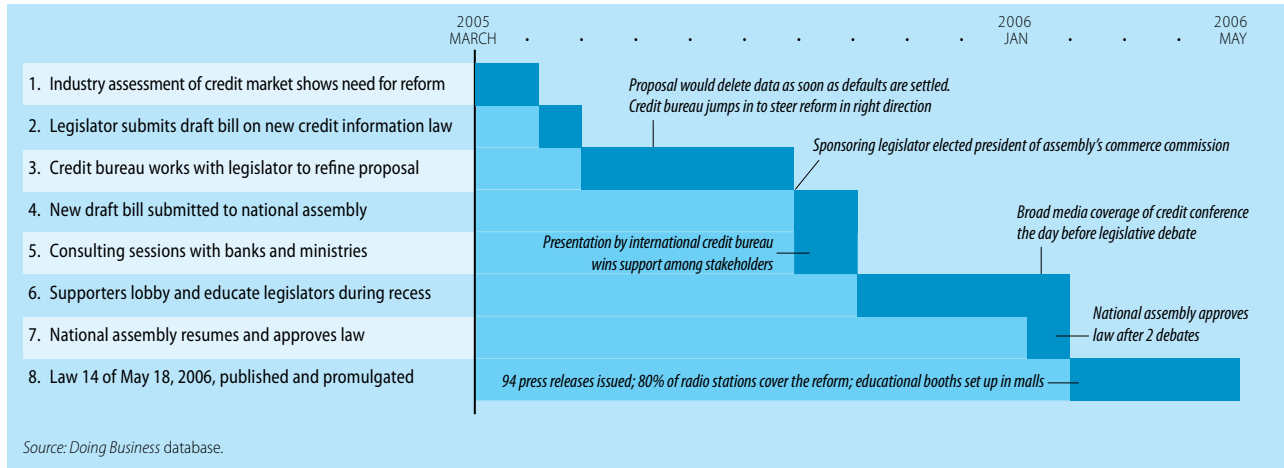 2005 2006 2006
MARCH JAN MAY
1. Industry assessment of credit market shows need for reform
Proposal would delete data as soon as defaults are settled.
Credit bureau jumps in to steer reform in right direction
2. Legislator submits draft bill on new credit information law
Sponsoring legislator elected president of assembly's commerce commission
3. Credit bureau works with legislator to refine proposal
4. New draft bill submitted to national assembly
Broad media coverage of credit conference
the day before legislative debate
5. Consulting sessions with banks and ministries
Presentation by international credit bureau
wins support among stakeholders
6. Supporters lobby and educate legislators during recess
7. National assembly resumes and approves law
National assembly approves
law after 2 debates
8. Law 14 of May 18, 2006, published and promulgated
94 press releases issued; 80% of radio stations cover the reform; educational booths set up in malls
Source: Doing Business database.